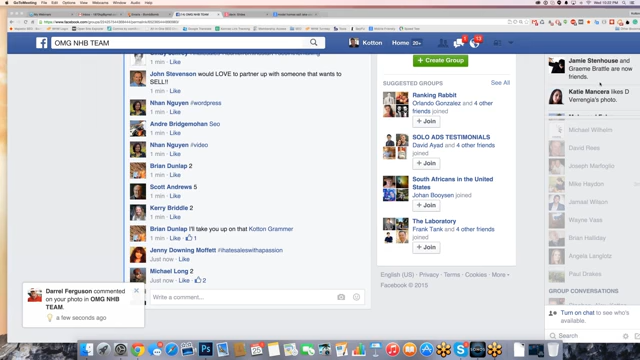 GoToMeeting
OMG NHB TEAM
Kotton
Home 20+
Create Group
John Stevenson would LOVE to partner up with someone that wants to
SELL!!
1 min · Like
Nhan Nguyen #wordpress
1 min · Like
Andre Bridgemohan Seo
1 min · Like
Nhan Nguyen #video
1 min · Like
Brian Dunlap 2
1 min · Like
Scott Andrews 5
1 min · Like
Kerry Briddle 2
1 min · Like
Brian Dunlap I'll take you up on that Kotton Grammer
1 min · Like · 1
Jenny Downing Moffett #ihatesaleswithapassion
Just now · Like
Michael Long 2
Just now · Like · 2
Write a comment...
Darrel Ferguson commented
on your photo in OMG NHB
TEAM.
a few seconds ago
SUGGESTED GROUPS
See All
Ranking Rabbit
Orlando Gonzalez and 4 other
friends joined
+ Join
SOLO ADS TESTIMONIALS
David Ayad and 4 other friends
joined
+ Join
South Africans in the United
States
Johan Booysen joined
+ Join
The Laboratory
Frank Tank and 4 other friends
joined
+ Join
English (US) · Privacy · Terms · Cookies · More
Facebook © 2015
Jamie Stenhouse and
Graeme Brattle are now
friends.
Katie Mancera likes D
Verrengia's photo.
Michael Wilhelm
David Rees
Joseph Marfoglio
Mike Haydon
Jamaal Wilson
Wayne Vaas
Brian Halliday
Angela Langlotz
Paul Drakes
GROUP CONVERSATIONS
Turn on chat to see who's
available.
Search